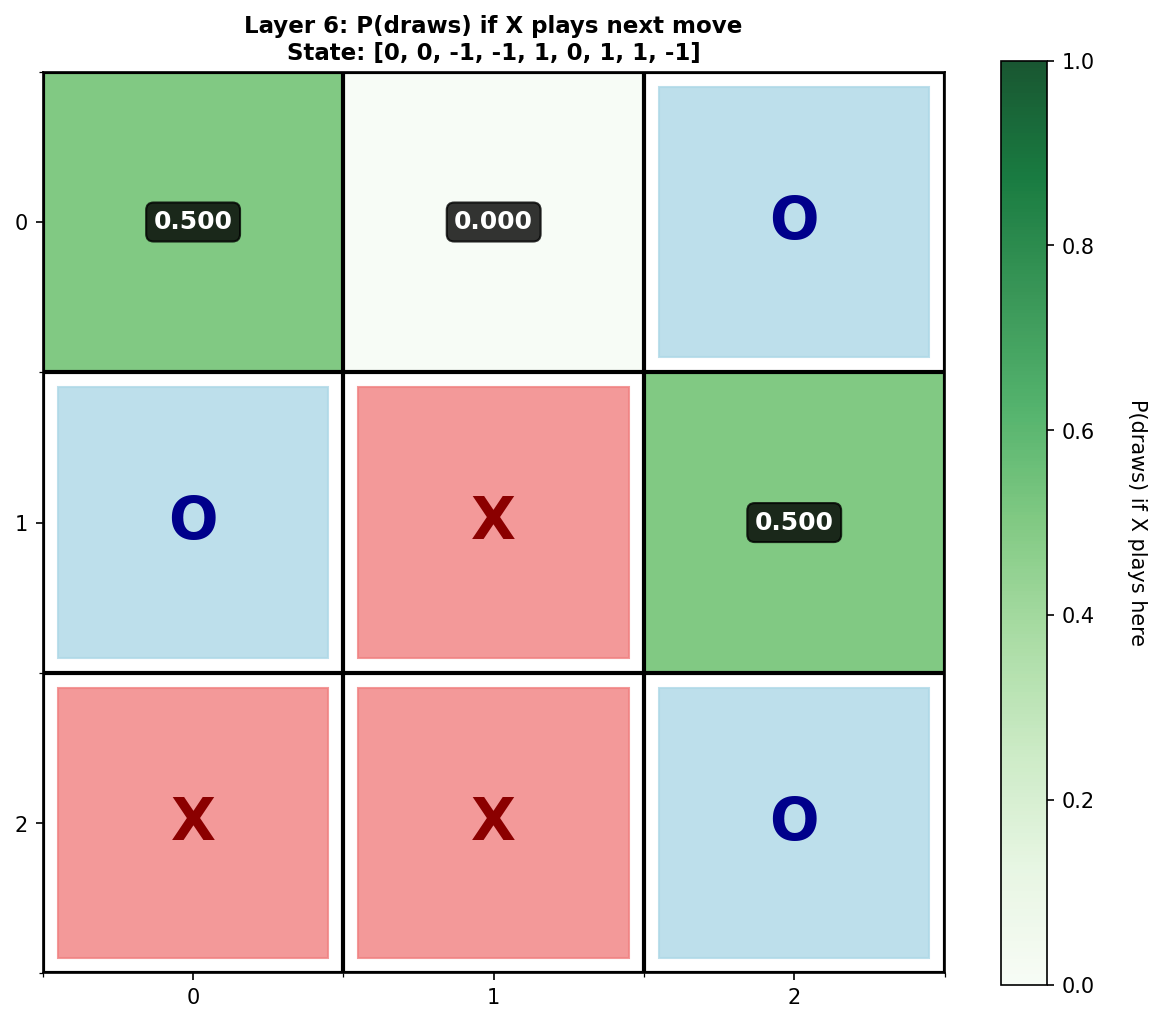 Layer 6: P(draws) if X plays next move
State: [0, 0, -1, -1, 1, 0, 1, 1, -1]
0
0.500
0.000
O
1
O
X
0.500
2
X
X
O
0
1
2
1.0
0.8
0.6
0.4
0.2
0.0
P(draws) if X plays here